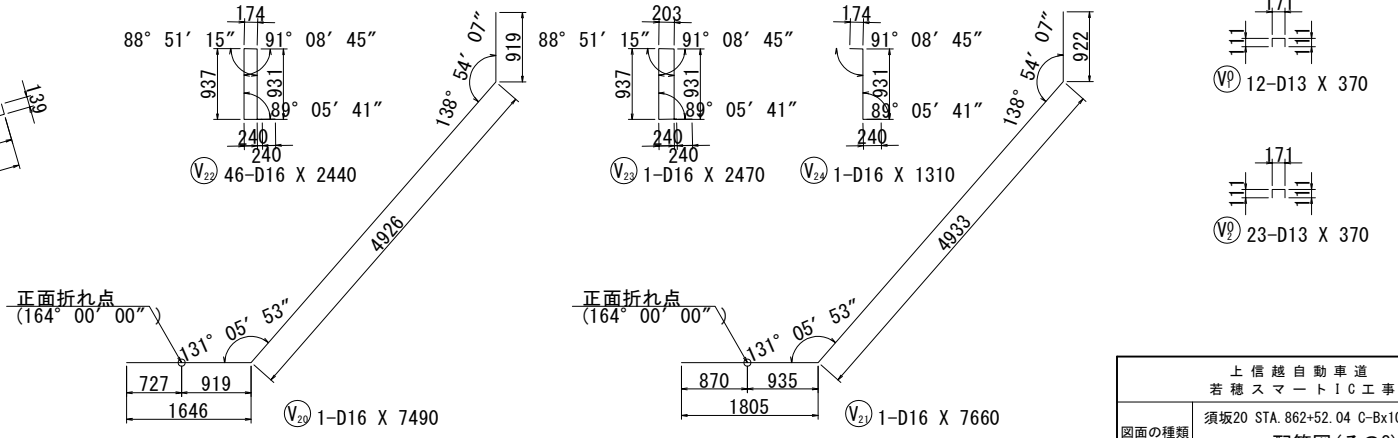 139
174
88° 51′ 15″ 91° 08′ 45″
937
931
89° 05′ 41″
240
240
V22 46-D16 X 2440
138° 54′ 07″
919
4926
正面折れ点
(164° 00′ 00″)
131° 05′ 53″
727 919
1646
V20 1-D16 X 7490
203
88° 51′ 15″ 91° 08′ 45″
937
931
89° 05′ 41″
240
240
V23 1-D16 X 2470
174
91° 08′ 45″
931
89° 05′ 41″
240
V24 1-D16 X 1310
138° 54′ 07″
922
4933
正面折れ点
(164° 00′ 00″)
131° 05′ 53″
870 935
1805
V21 1-D16 X 7660
171
111
111
12-D13 X 370
171
111
111
23-D13 X 370
上信越自動車道
若穂スマートIC工事
図面の種類
須坂20 STA.862+52.04 C-Bx10